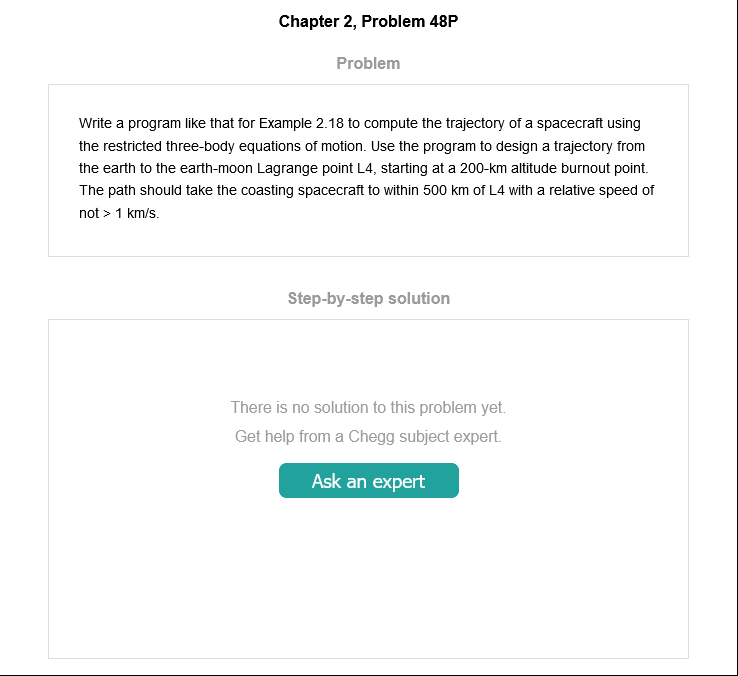 Chapter 2, Problem 48P
Problem
Write a program like that for Example 2.18 to compute the trajectory of a spacecraft using
the restricted three-body equations of motion. Use the program to design a trajectory from
the earth to the earth-moon Lagrange point L4, starting at a 200-km altitude burnout point.
The path should take the coasting spacecraft to within 500 km of L4 with a relative speed of
not > 1 km/s.
Step-by-step solution
There is no solution to this problem yet.
Get help from a Chegg subject expert.
Ask an expert